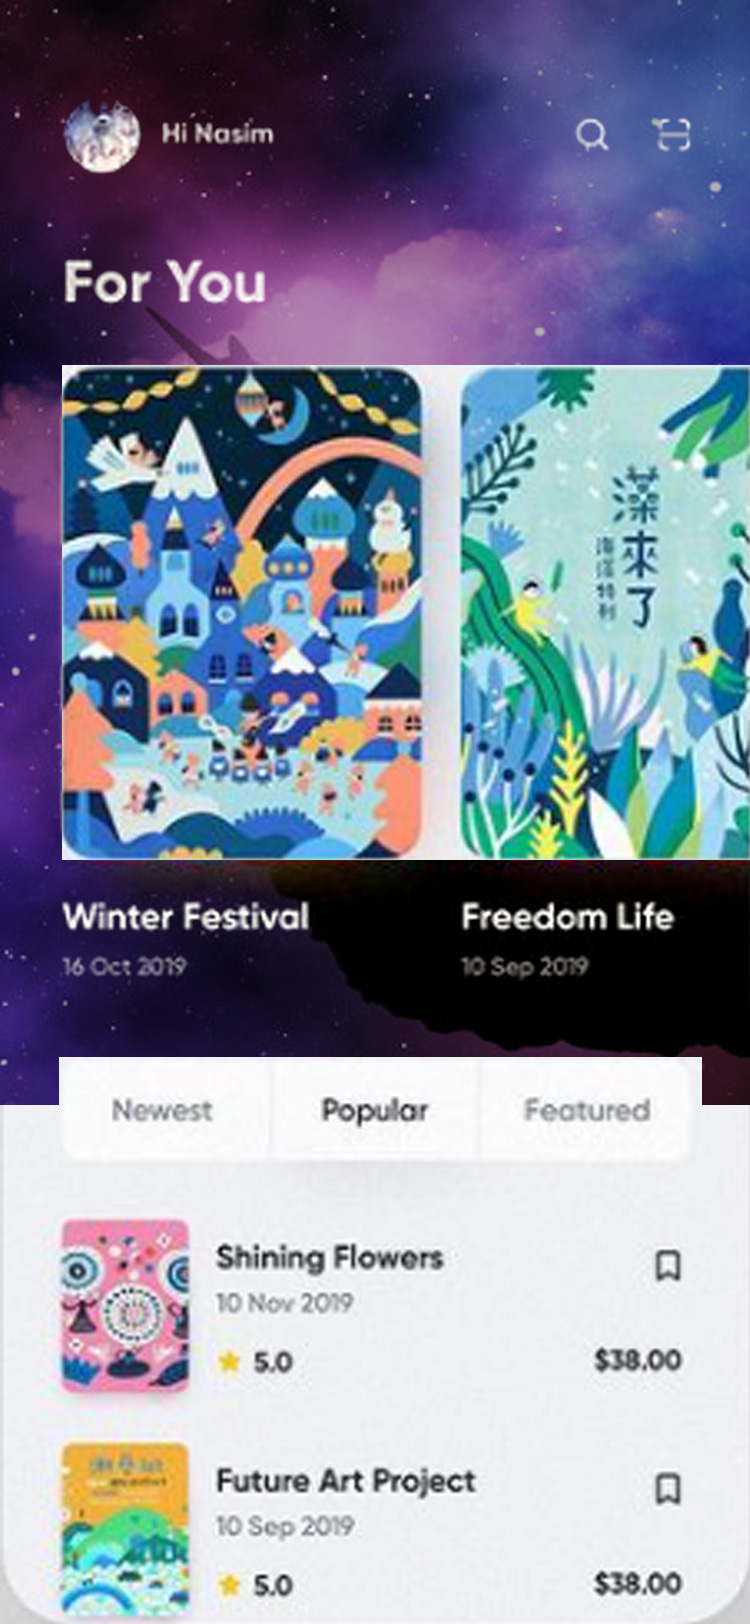 Hi Nasim
For You
深
來
了
海
深
特
刊
Winter Festival
16 Oct 2019
Freedom Life
10 Sep 2019
Newest
Popular
Featured
Shining Flowers
10 Nov 2019
5.0
$38.00
Future Art Project
10 Sep 2019
5.0
$38.00